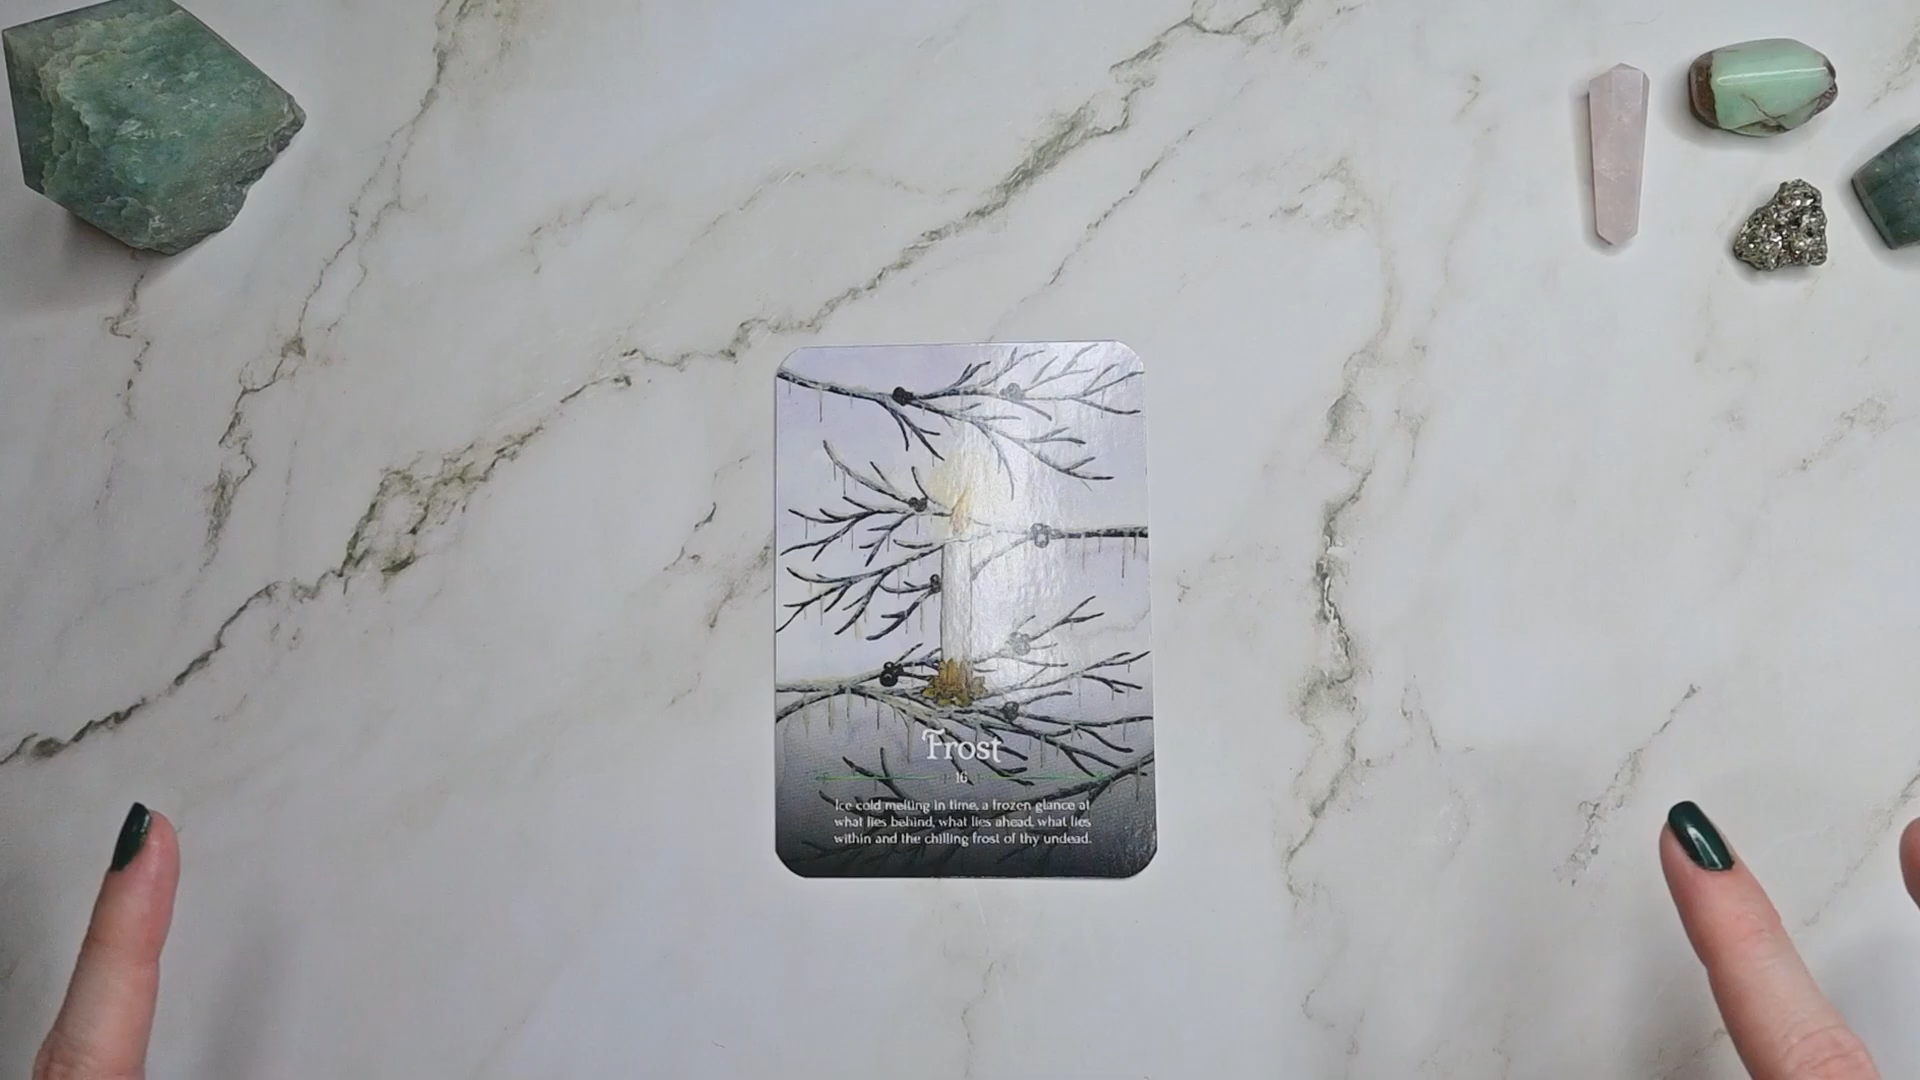 Frost
16
Ice cold melting in time, a frozen glance at
what lies behind, what lies ahead, what lies
within and the chilling frost of thy undead.